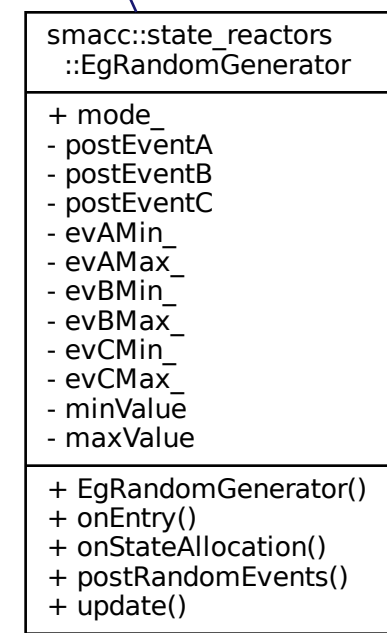 smacc::state_reactors
::EgRandomGenerator
+ mode_
- postEventA
- postEventB
- postEventC
- evAMin_
- evAMax_
- evBMin_
- evBMax_
- evCMin_
- evCMax_
- minValue
- maxValue
+ EgRandomGenerator()
+ onEntry()
+ onStateAllocation()
+ postRandomEvents()
+ update()